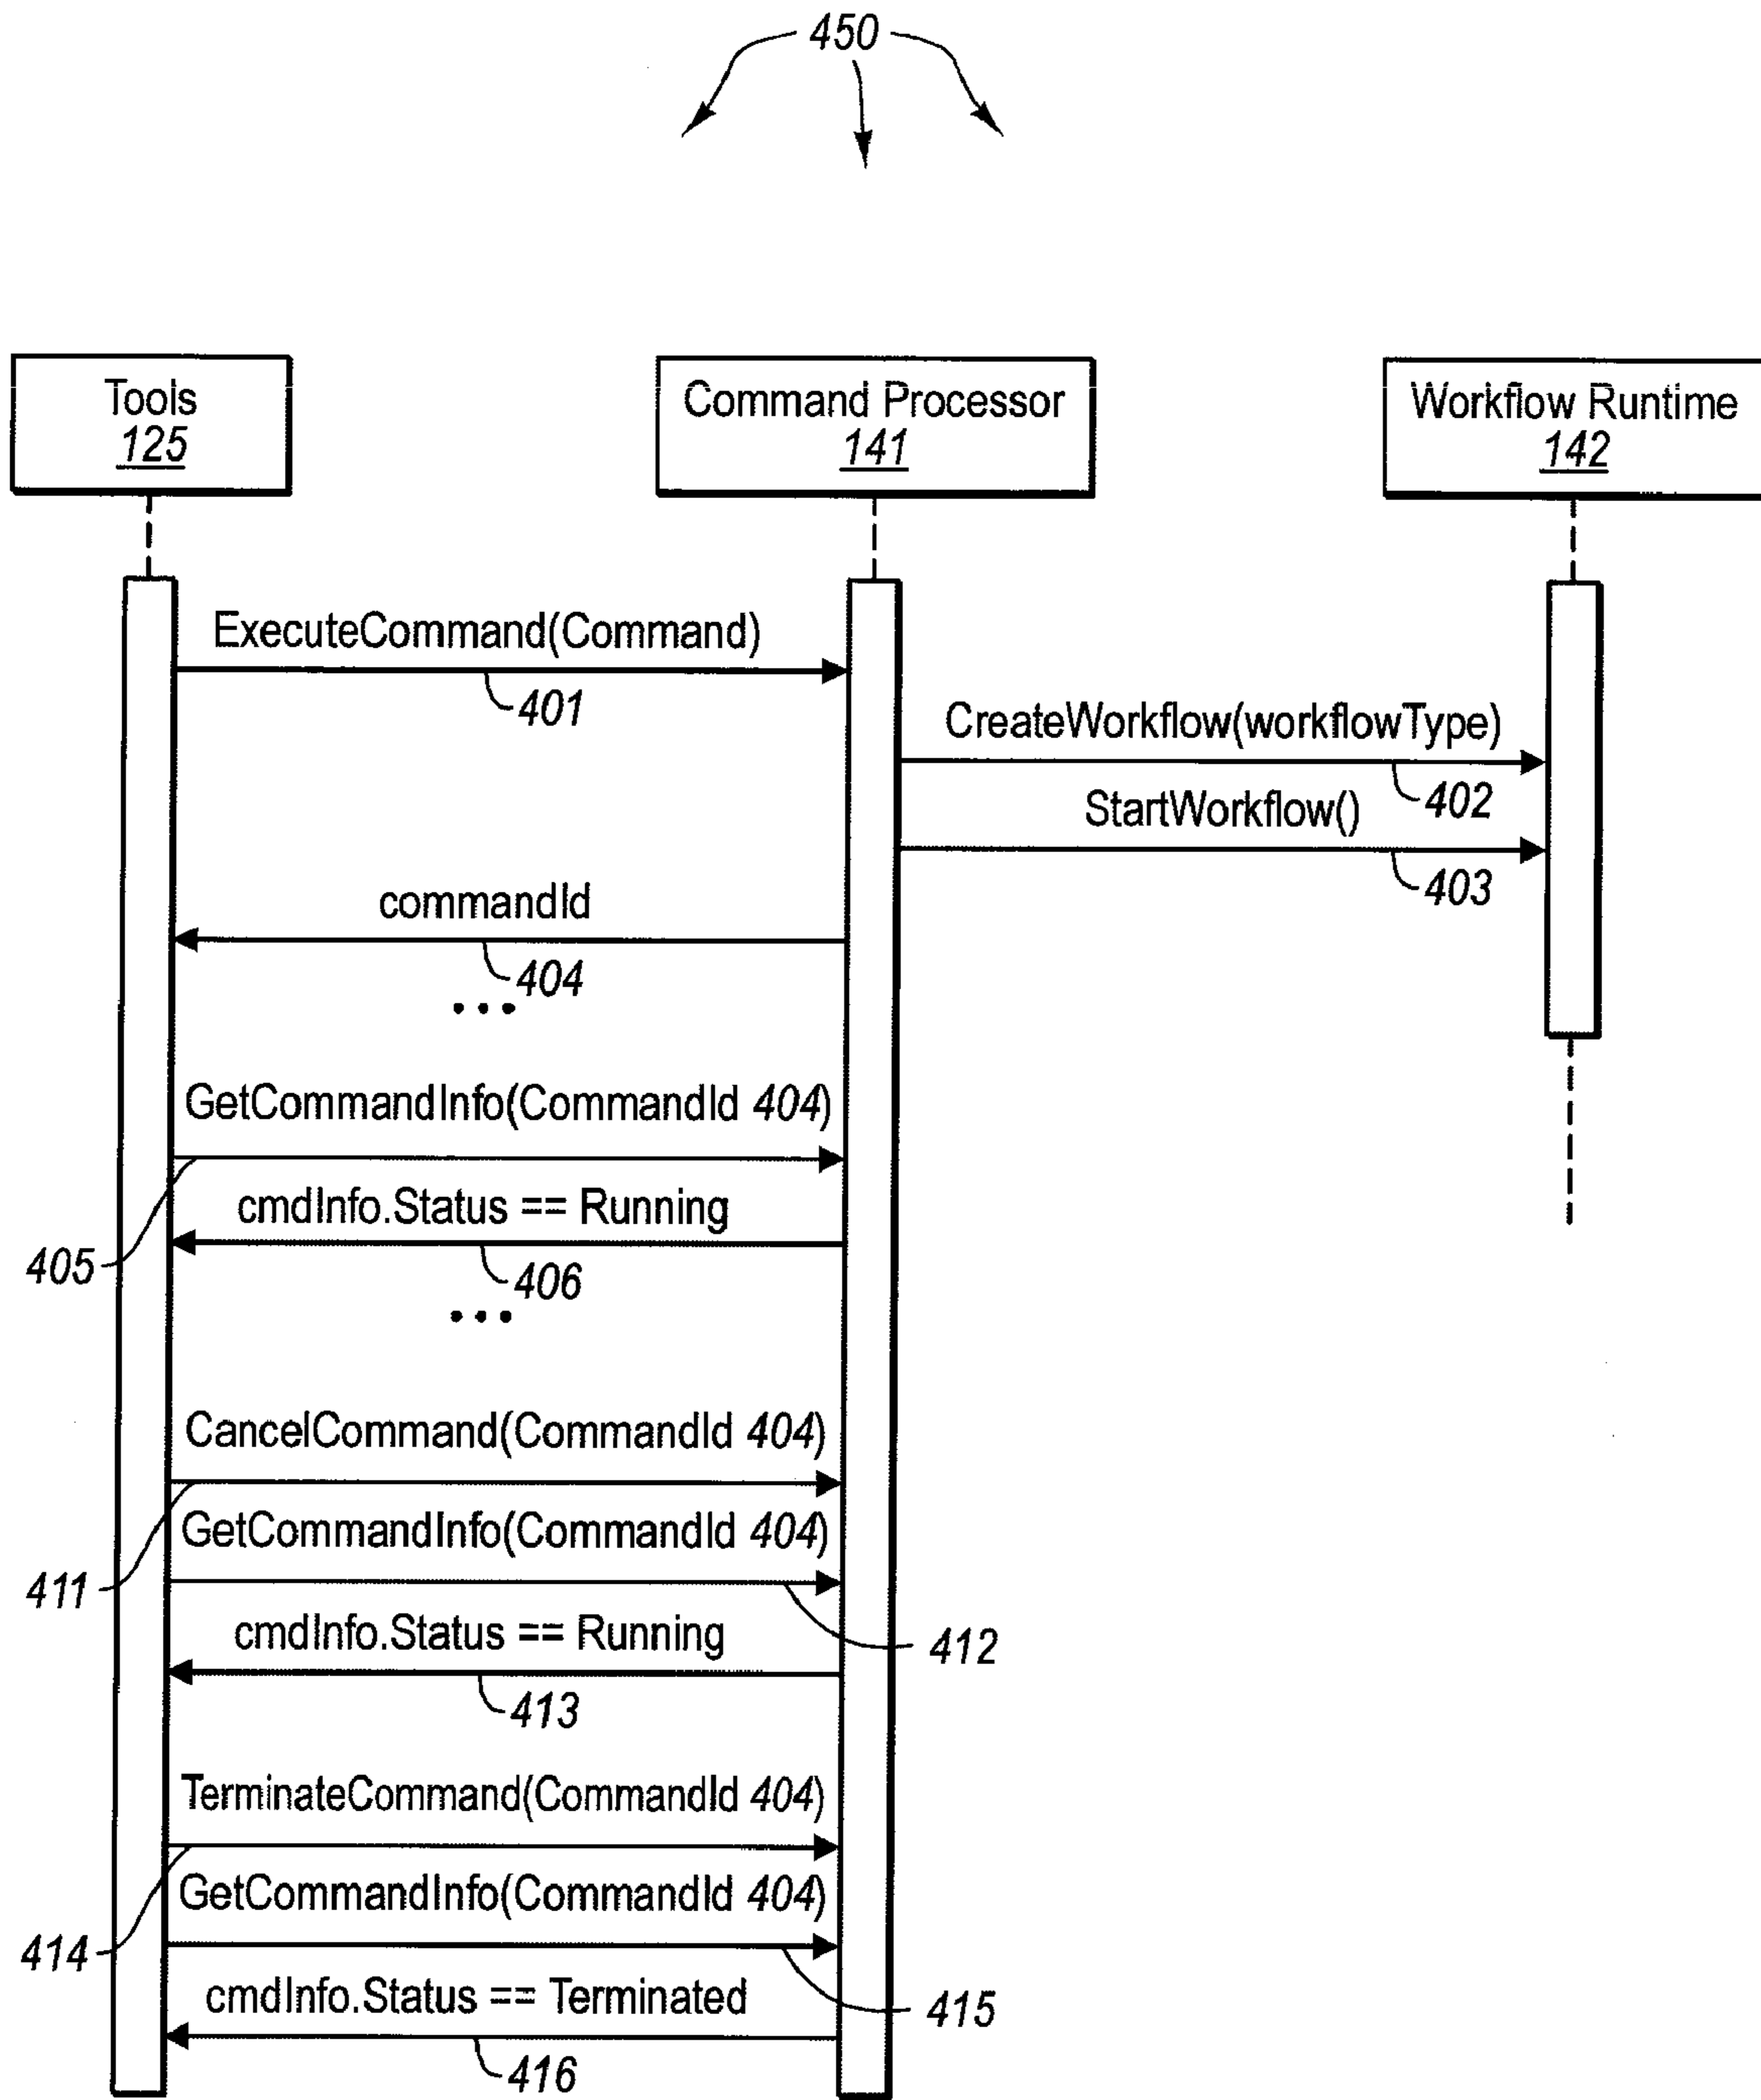 450
Tools
125
Command Processor
141
Workflow Runtime
142
ExecuteCommand(Command)
401
CreateWorkflow(workflowType)
402
StartWorkflow()
403
commandId
404
...
GetCommandInfo(CommandId 404)
405
cmdInfo.Status == Running
406
...
CancelCommand(CommandId 404)
411
GetCommandInfo(CommandId 404)
412
cmdInfo.Status == Running
413
TerminateCommand(CommandId 404)
414
GetCommandInfo(CommandId 404)
415
cmdInfo.Status == Terminated
416